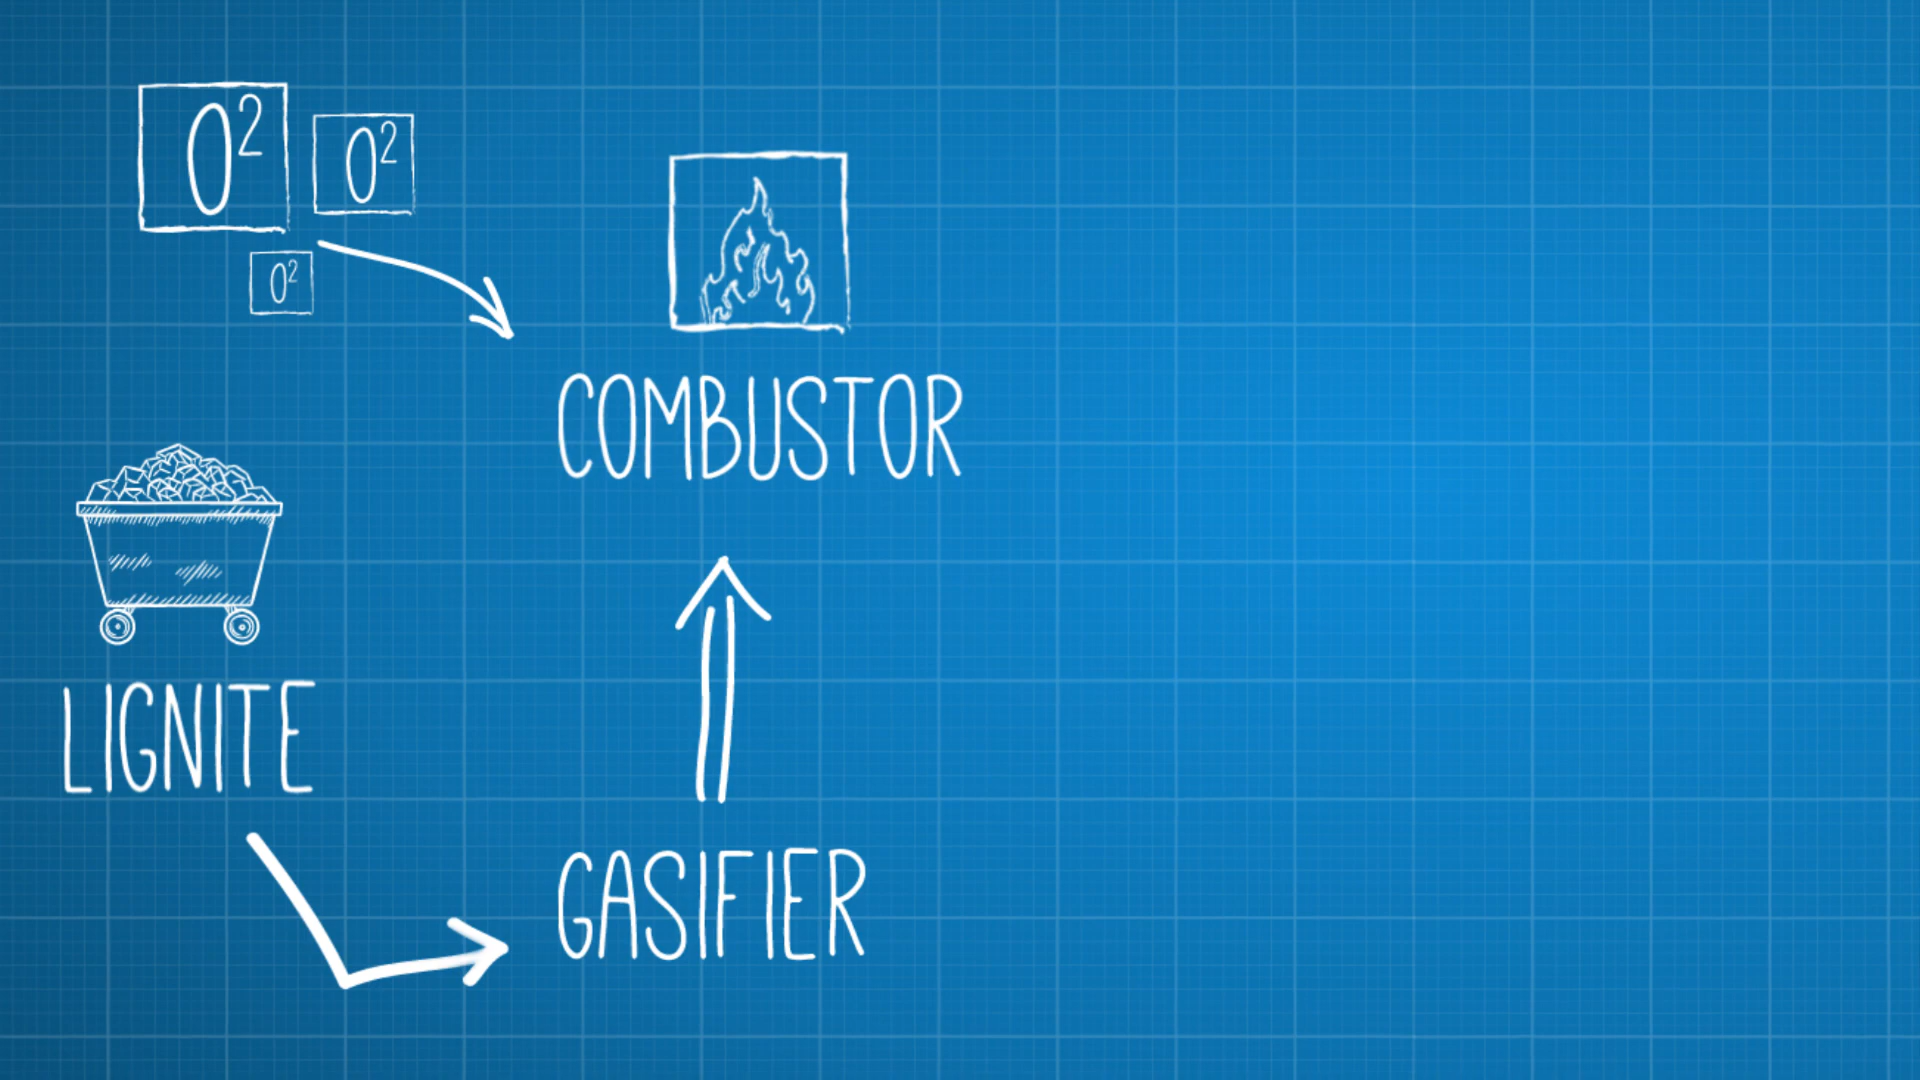 O²
O²
O²
COMBUSTOR
LIGNITE
GASIFIER